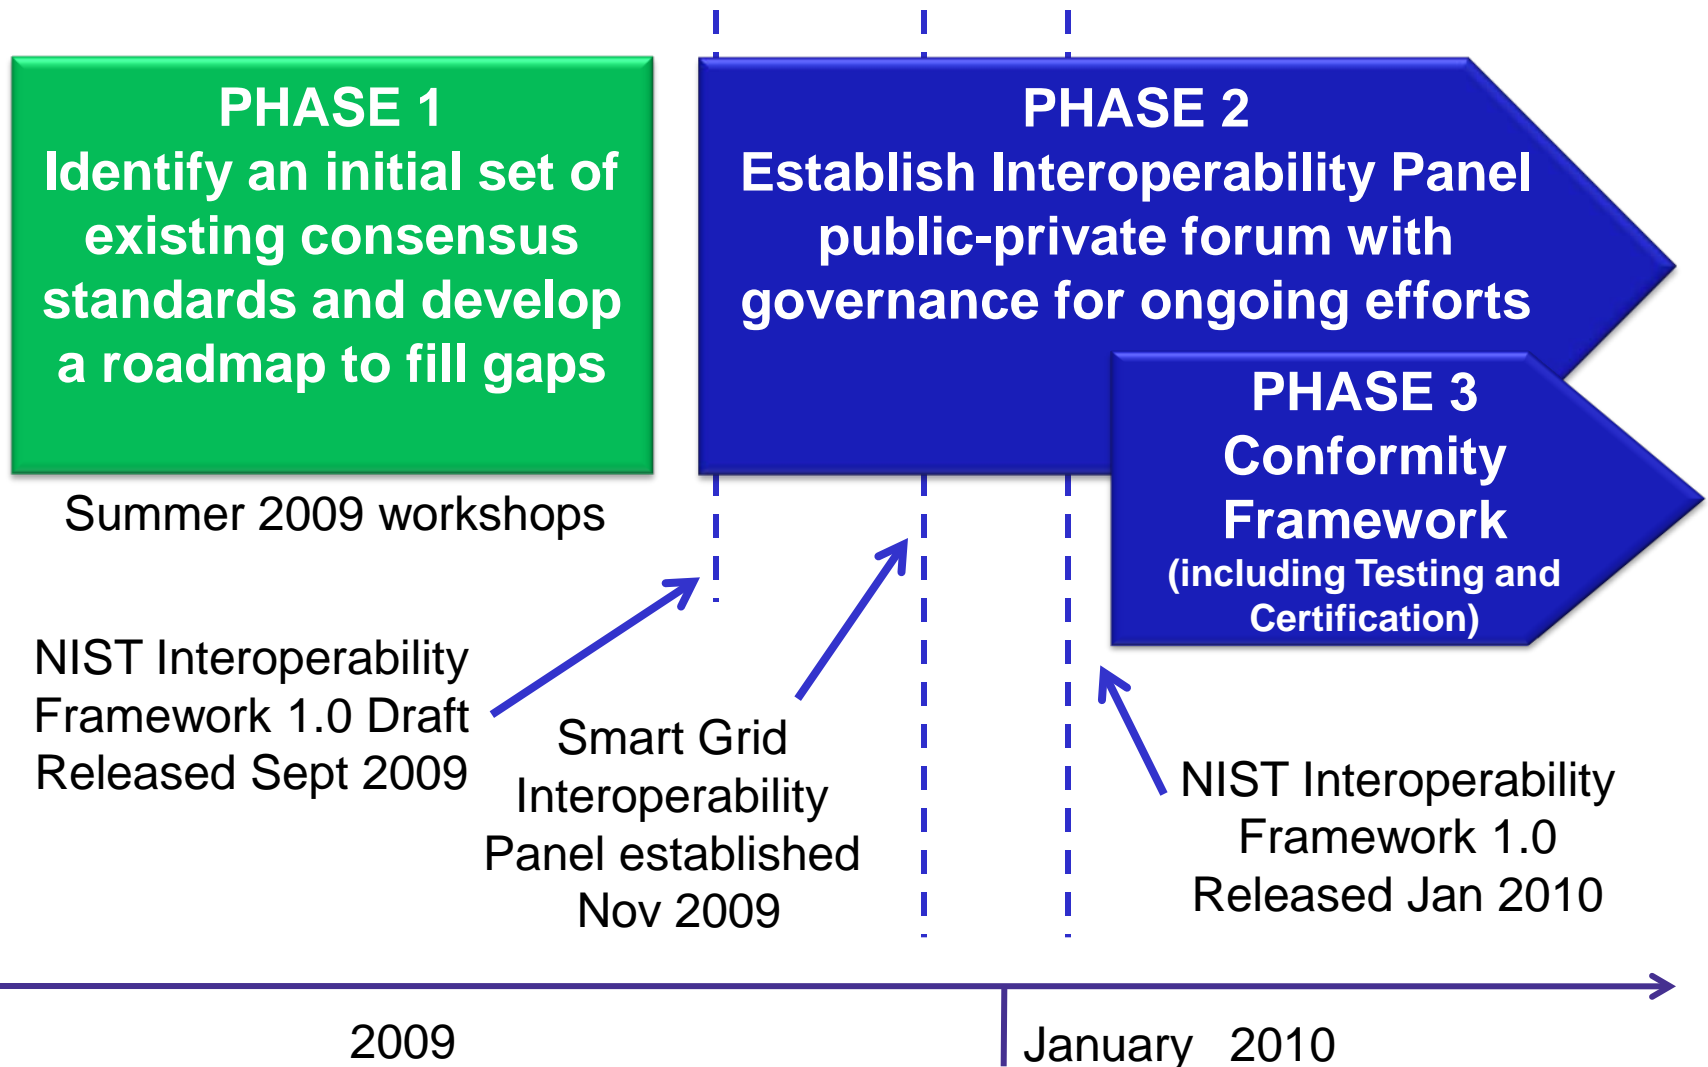 PHASE 1
Identify an initial set of
existing consensus
standards and develop
a roadmap to fill gaps
PHASE 2
Establish Interoperability Panel
public-private forum with
governance for ongoing efforts
PHASE 3
Conformity
Framework
(including Testing and
Certification)
Summer 2009 workshops
NIST Interoperability
Framework 1.0 Draft
Released Sept 2009
Smart Grid
Interoperability
Panel established
Nov 2009
NIST Interoperability
Framework 1.0
Released Jan 2010
2009
January 2010